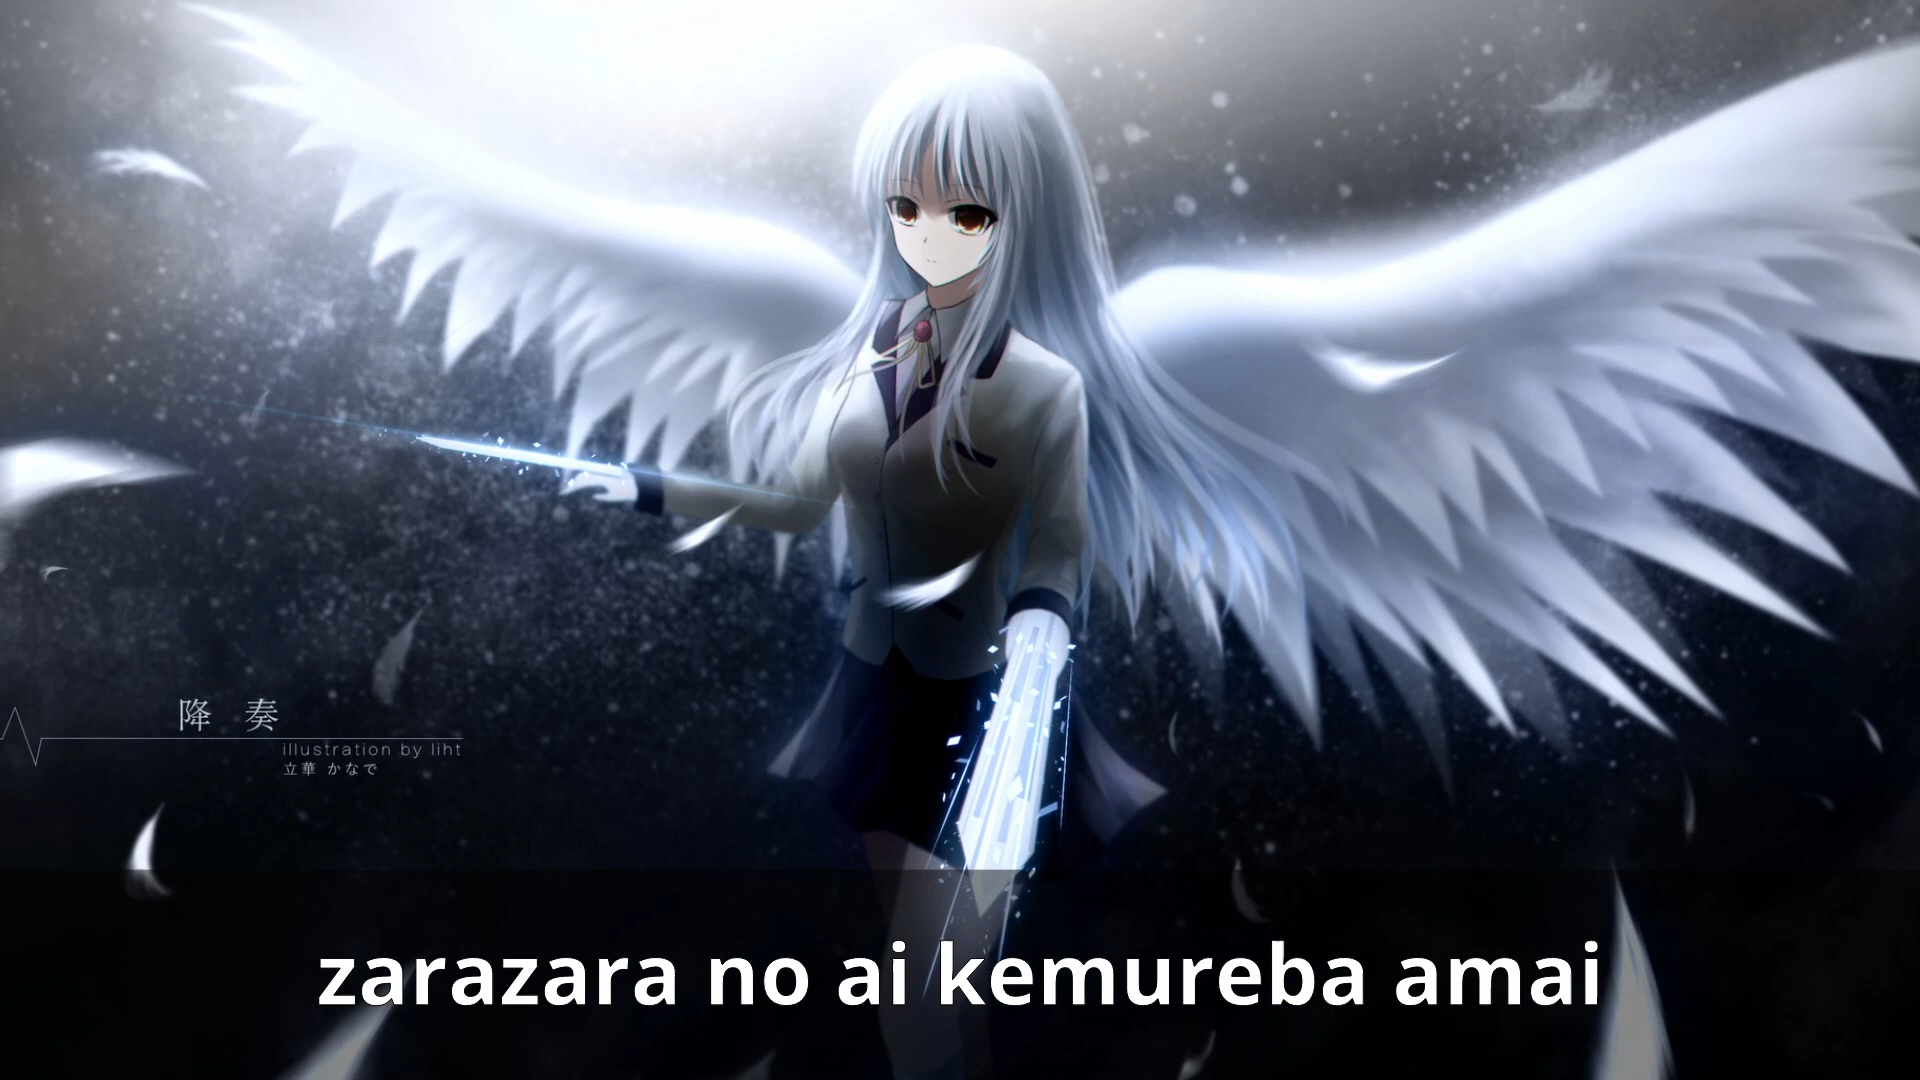 降 奏
illustration by liht
立華 かなで
zarazara no ai kemureba amai